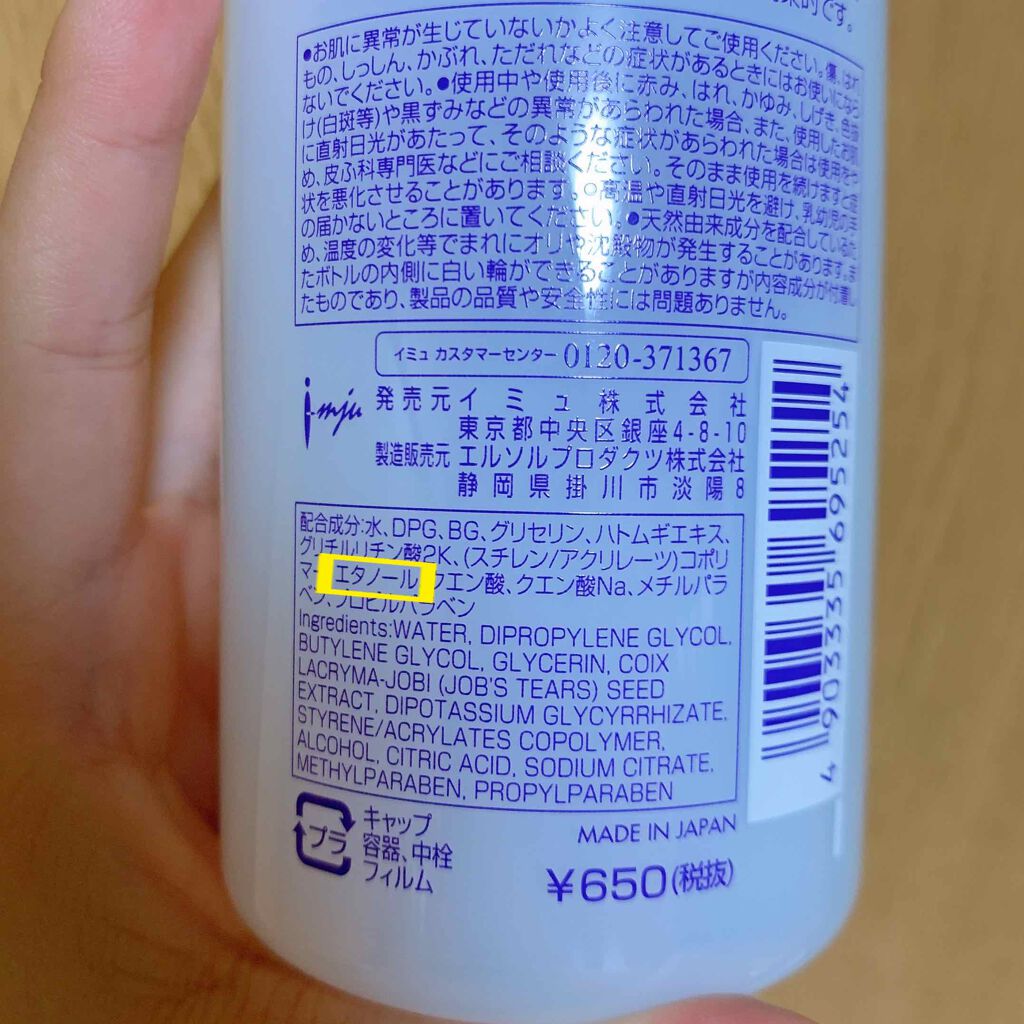 的です。
●お肌に異常が生じていないかよく注意してご使用ください。傷、はれ
もの、しっしん、かぶれ、ただれなどの症状があるときにはお使いになら
ないでください。●使用中や使用後に赤み、はれ、かゆみ、しげき、色抜
け(白斑等)や黒ずみなどの異常があらわれた場合、また、使用したお肌
に直射日光があたって、そのような症状があらわれた場合は使用をや
め、皮ふ科専門医などにご相談ください。そのまま使用を続けますと症
状を悪化させることがあります。●高温や直射日光を避け、乳幼児の手
の届かないところに置いてください。●天然由来成分を配合しているた
め、温度の変化等でまれにオリや沈殿物が発生することがあります。また
たボトルの内側に白い輪ができることがありますが内容成分が付着し
たものであり、製品の品質や安全性には問題ありません。
イミュ カスタマーセンター 0120-371367
i-mju 発売元 イミュ株式会社
東京都中央区銀座4-8-10
製造販売元 エルソルプロダクツ株式会社
静岡県掛川市淡陽8
配合成分:水、DPG、BG、グリセリン、ハトムギエキス、
グリチルリチン酸2K、(スチレン/アクリレーツ)コポリ
マー、エタノール、クエン酸、クエン酸Na、メチルパラ
ベン、プロピルパラベン
Ingredients:WATER, DIPROPYLENE GLYCOL,
BUTYLENE GLYCOL, GLYCERIN, COIX
LACRYMA-JOBI (JOB'S TEARS) SEED
EXTRACT, DIPOTASSIUM GLYCYRRHIZATE,
STYRENE/ACRYLATES COPOLYMER,
ALCOHOL, CITRIC ACID, SODIUM CITRATE,
METHYLPARABEN, PROPYLPARABEN
4903335695254
プラ
キャップ
容器、中栓
フィルム
MADE IN JAPAN
¥650(税抜)